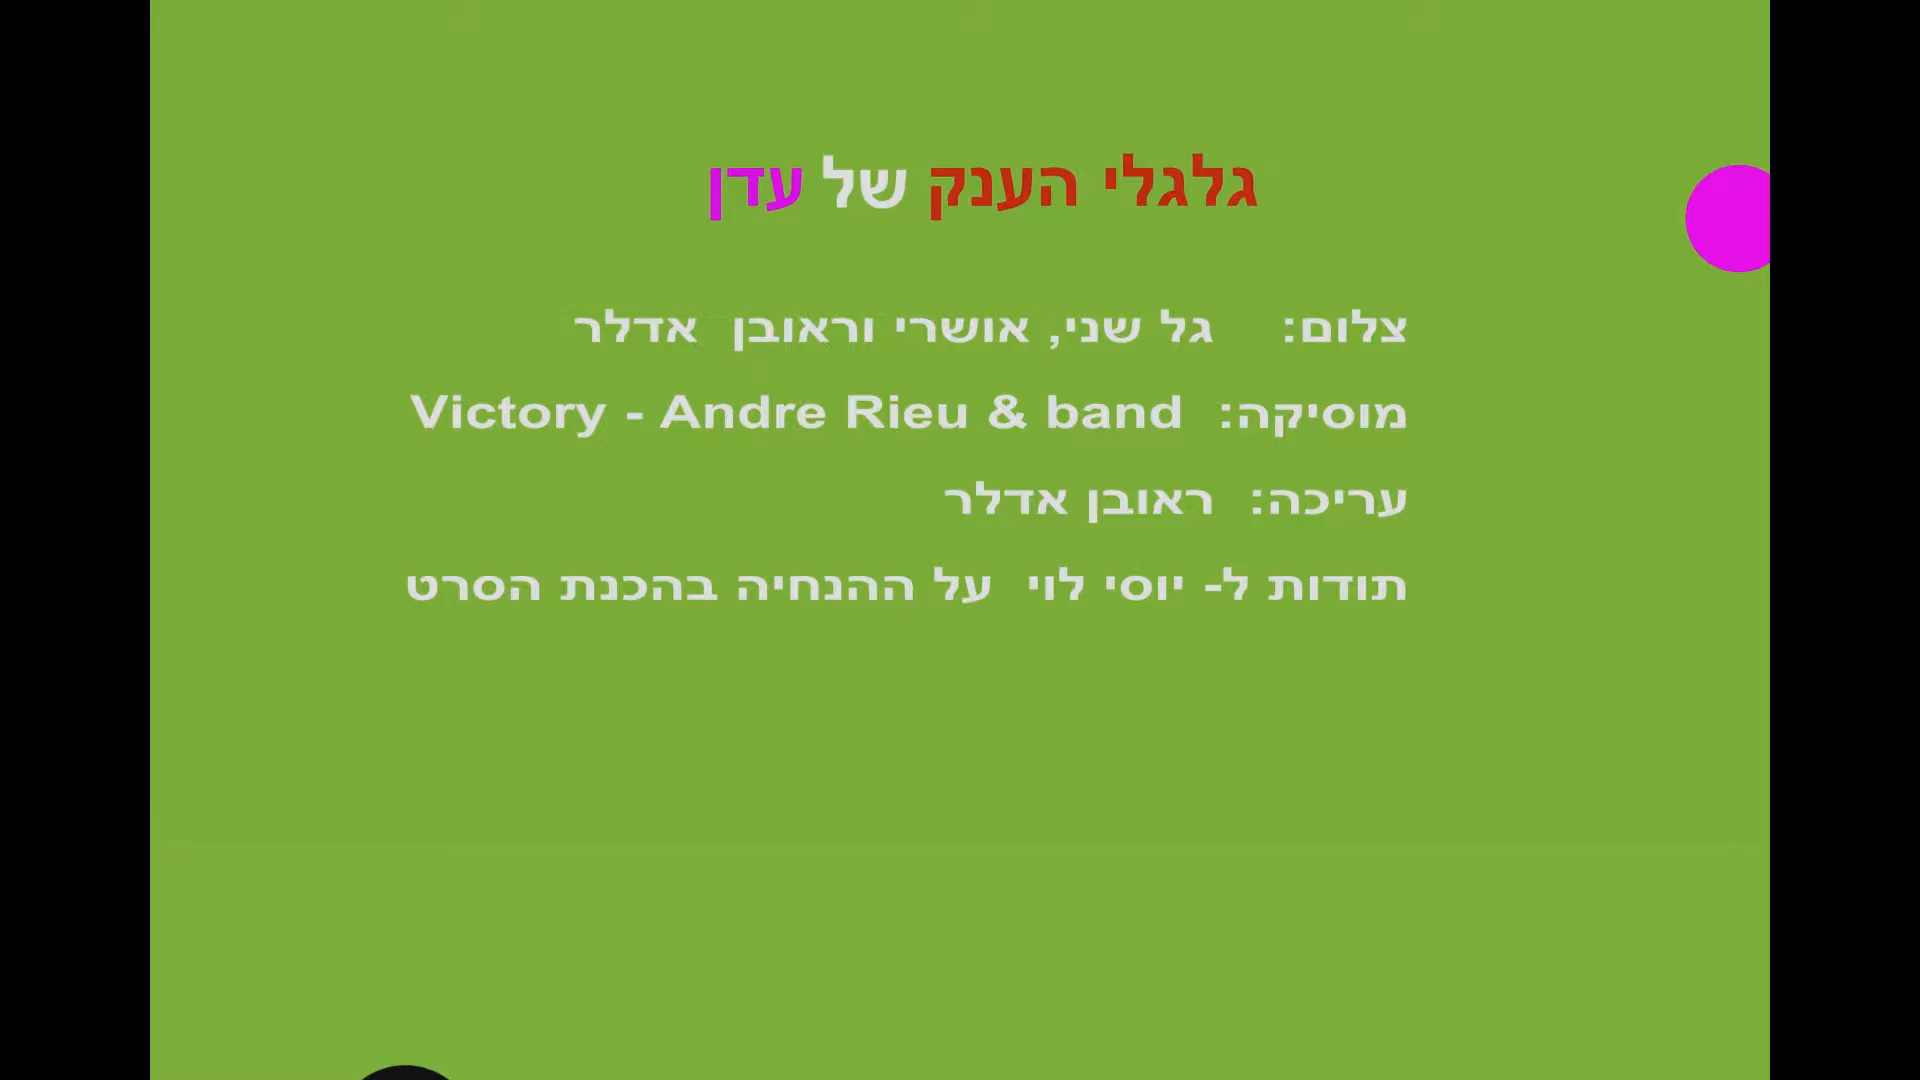 גלגלי הענק של עדן
צלום: גל שני, אושרי וראובן אדלר
מוסיקה: Victory - Andre Rieu & band
עריכה: ראובן אדלר
תודות ל- יוסי לוי על ההנחיה בהכנת הסרט